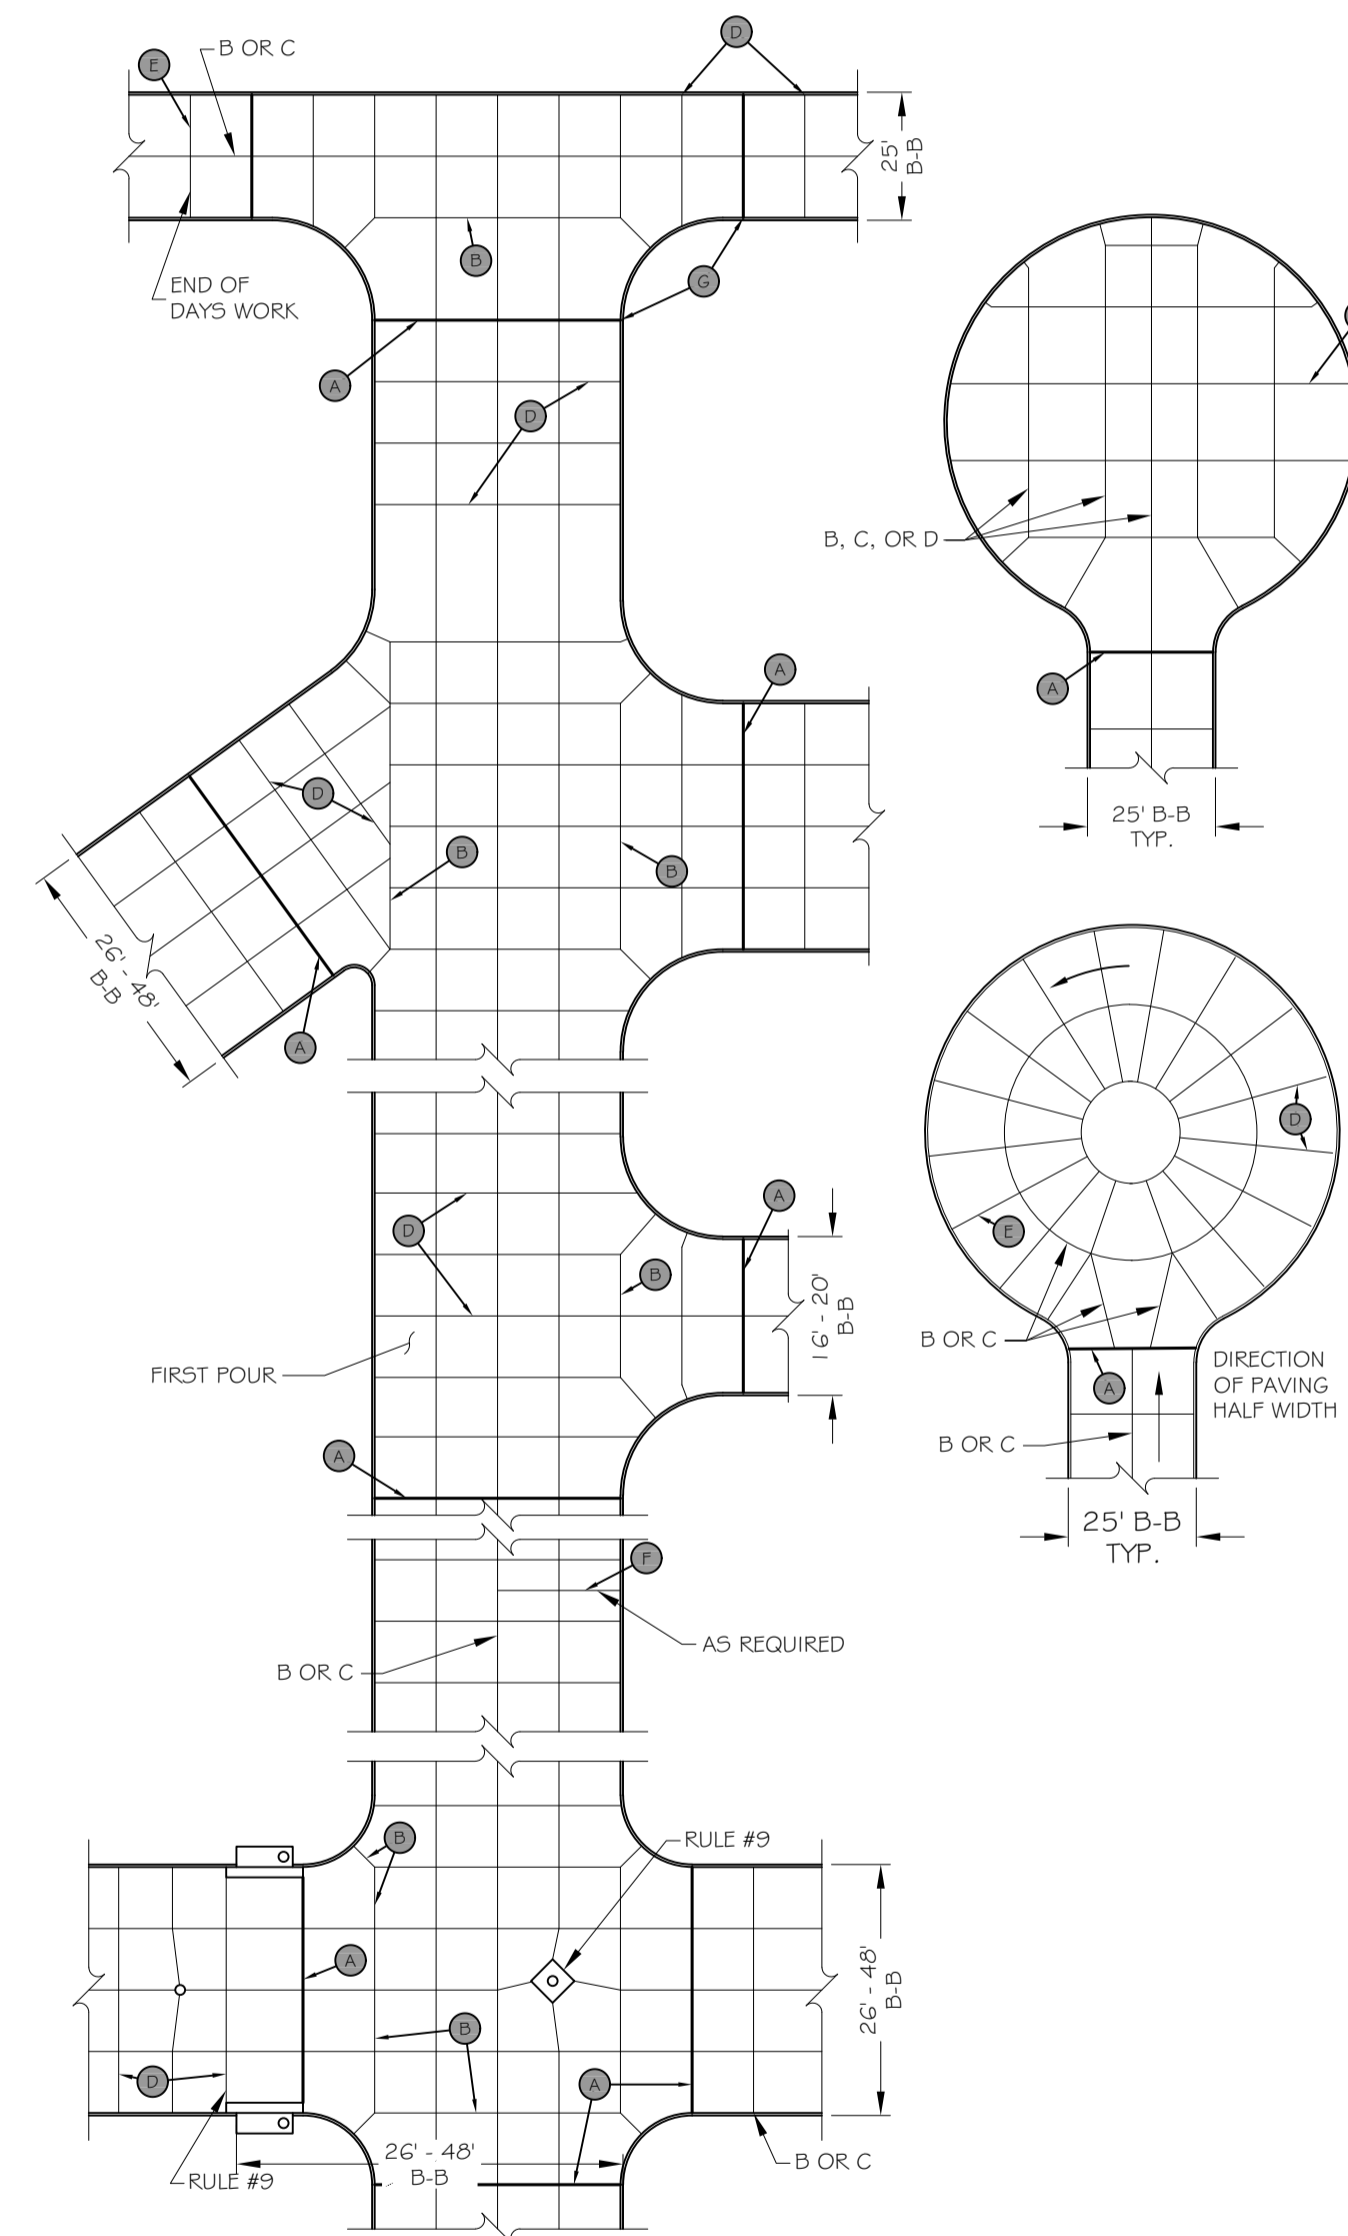 D
E
B OR C
25'
B-B
B
G
END OF
DAYS WORK
A
D
B, C, OR D
A
A
D
25' B-B
TYP.
B
B
26' - 48'
B-B
A
D
A
D
E
B
16' - 20'
B-B
B OR C
DIRECTION
OF PAVING
HALF WIDTH
FIRST POUR
A
B OR C
A
25' B-B
TYP.
F
AS REQUIRED
B OR C
B
RULE #9
A
26' - 48'
B-B
B
D
A
26' - 48'
B-B
B OR C
RULE #9